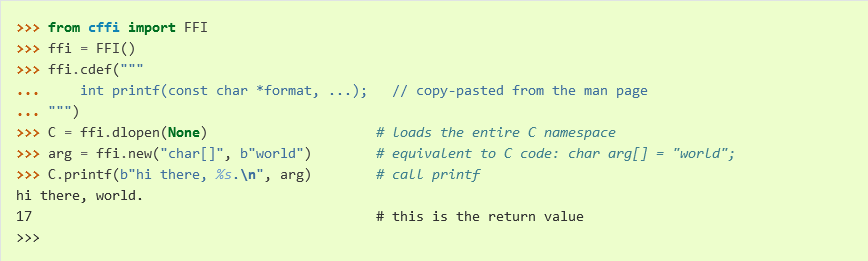 >>> from cffi import FFI
>>> ffi = FFI()
>>> ffi.cdef("""
...     int printf(const char *format, ...);   // copy-pasted from the man page
... """)
>>> C = ffi.dlopen(None)                     # loads the entire C namespace
>>> arg = ffi.new("char[]", b"world")        # equivalent to C code: char arg[] = "world";
>>> C.printf(b"hi there, %s.\n", arg)        # call printf
hi there, world.
17                                           # this is the return value
>>>